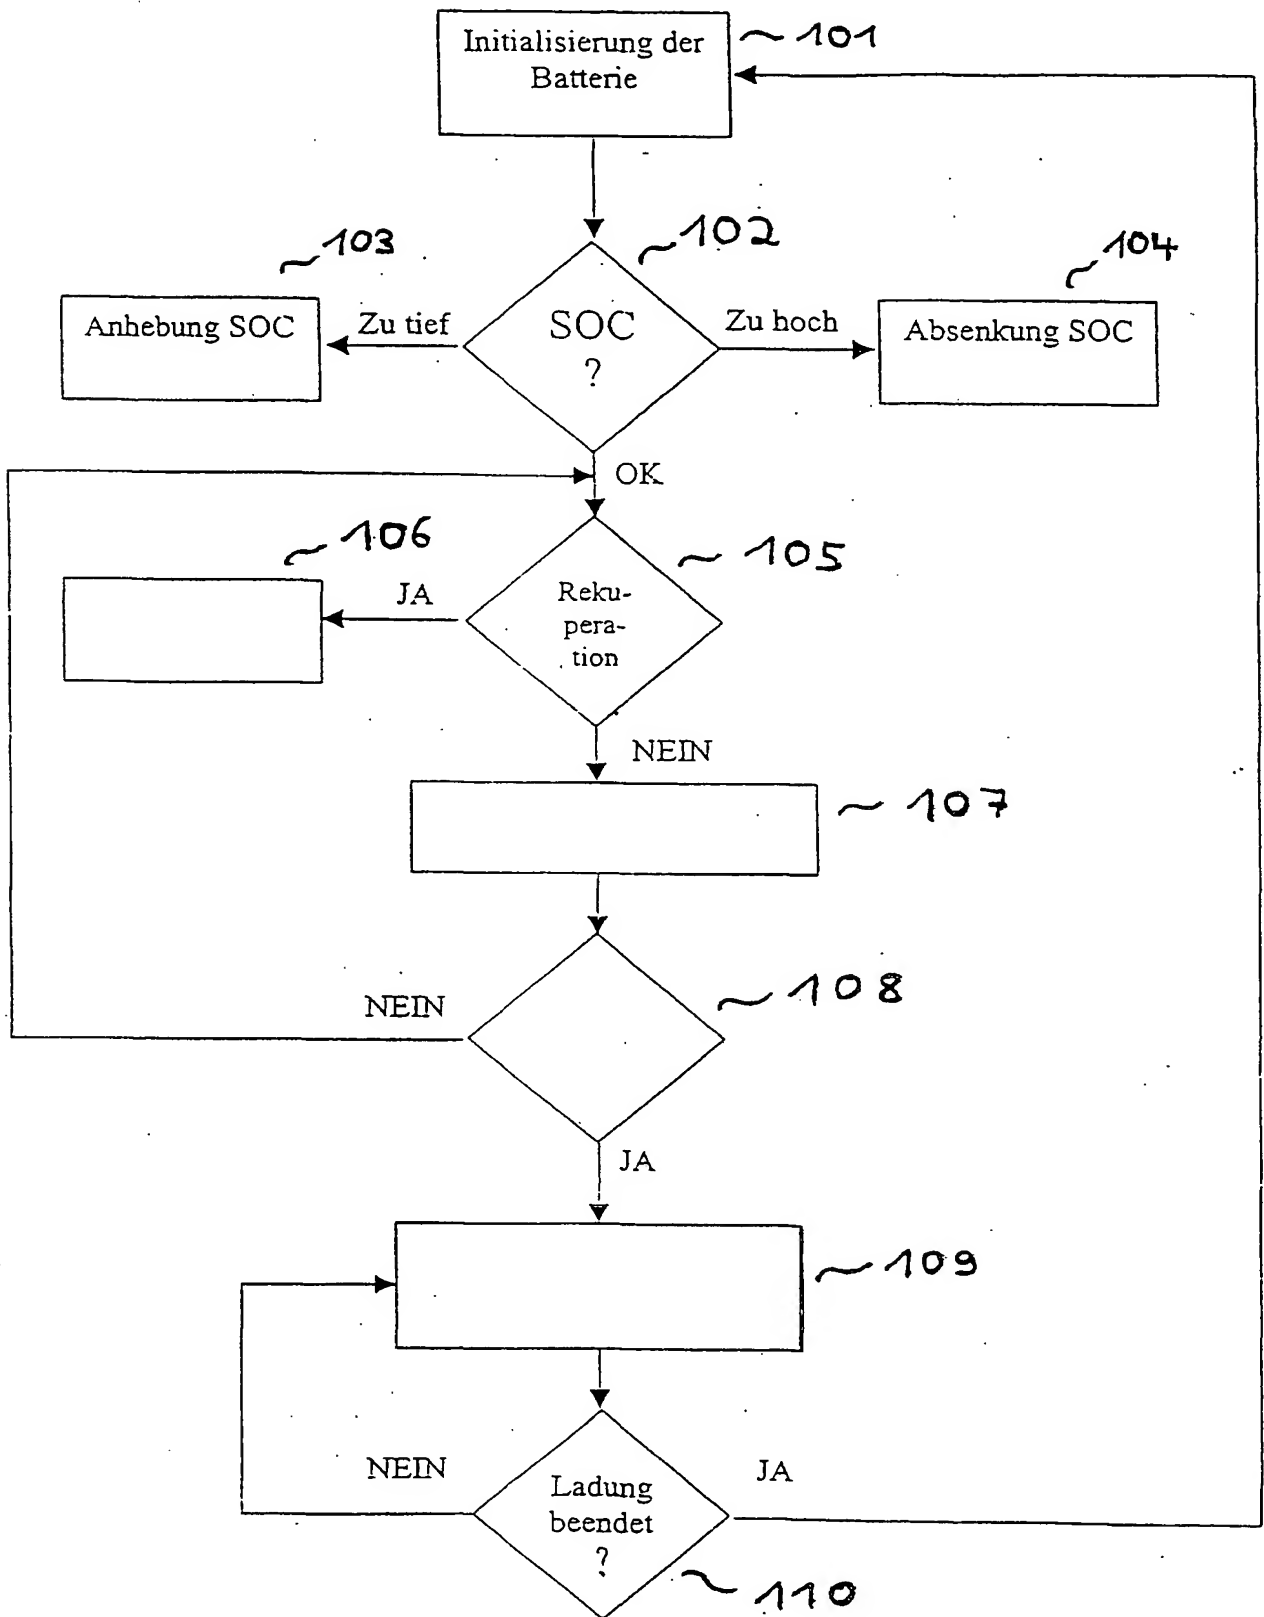 Initialisierung der
Batterie
101
102
103
104
Anhebung SOC
Zu tief
SOC
?
Zu hoch
Absenkung SOC
OK
106
105
JA
Reku-
pera-
tion
NEIN
107
108
NEIN
JA
109
NEIN
JA
Ladung
beendet
?
110